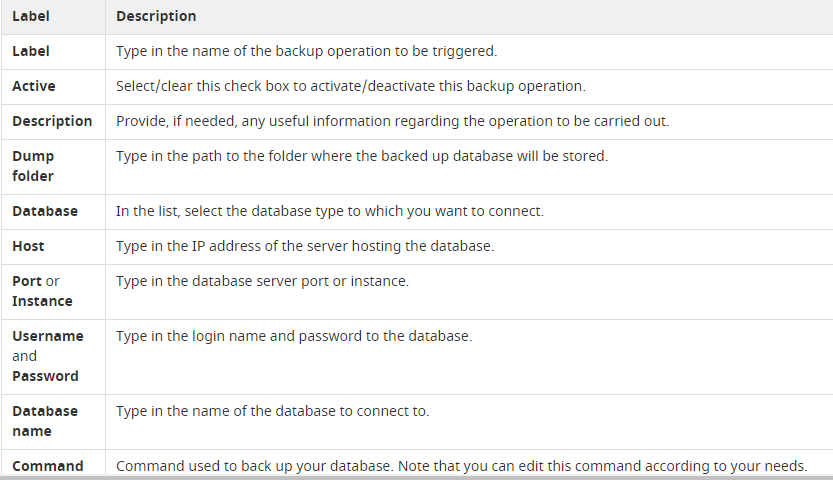 Label Description
Label Type in the name of the backup operation to be triggered.
Active Select/clear this check box to activate/deactivate this backup operation.
Description Provide, if needed, any useful information regarding the operation to be carried out.
Dump Type in the path to the folder where the backed up database will be stored.
folder
Database In the list, select the database type to which you want to connect.
Host Type in the IP address of the server hosting the database.
Port or Type in the database server port or instance.
Instance
Username Type in the login name and password to the database.
and
Password
Database Type in the name of the database to connect to.
name
Command Command used to back up your database. Note that you can edit this command according to your needs.